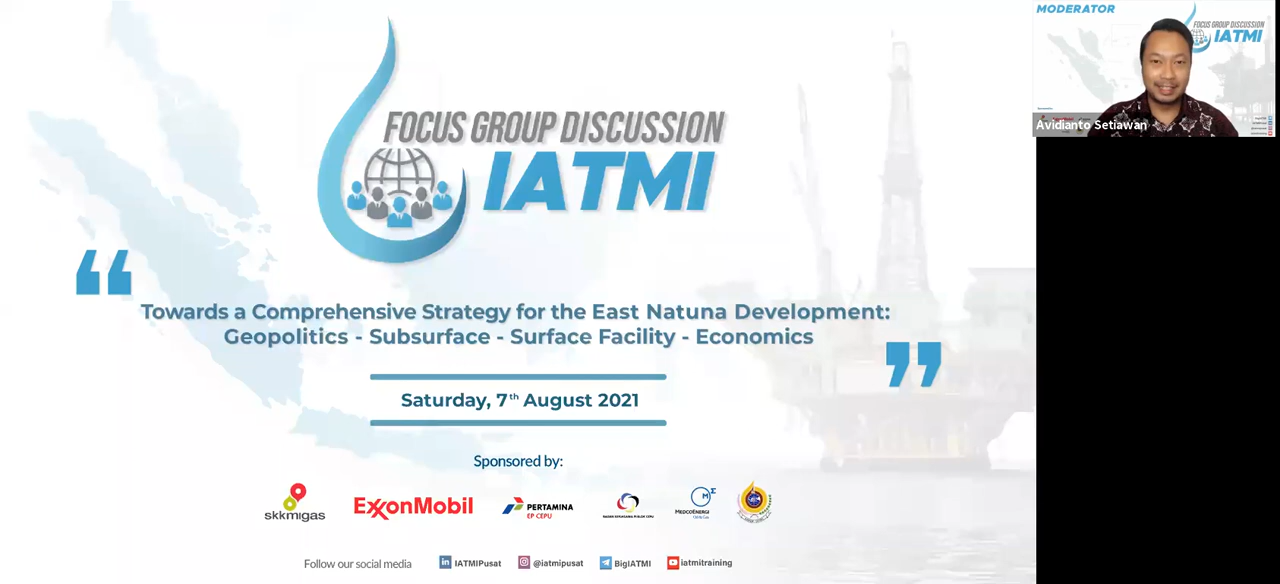 FOCUS GROUP DISCUSSION
IATMI
Towards a Comprehensive Strategy for the East Natuna Development:
Geopolitics - Subsurface - Surface Facility - Economics
Saturday, 7th August 2021
Sponsored by:
skkmigas
ExxonMobil
PERTAMINA
EP CEPU
MEDCOENERGI
Oil & Gas
Follow our social media
IATMIPusat
@iatmipusat
BigIATMI
iatmitraining
MODERATOR
FOCUS GROUP DISCUSSION
IATMI
Avidianto Setiawan